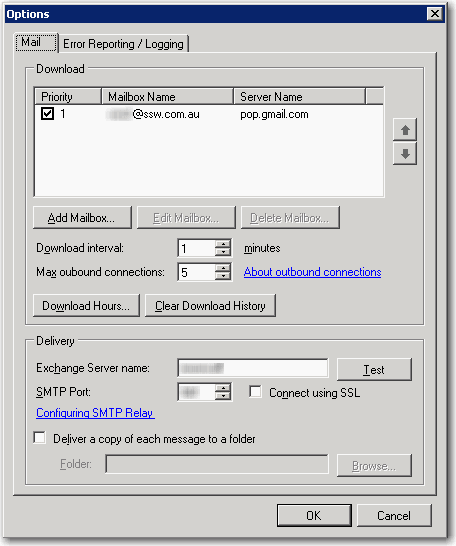 Options
Mail Error Reporting / Logging
Download
Priority Mailbox Name Server Name
1 @ssw.com.au pop.gmail.com
Add Mailbox... Edit Mailbox... Delete Mailbox...
Download interval: 1 minutes
Max oubound connections: 5 About outbound connections
Download Hours... Clear Download History
Delivery
Exchange Server name: Test
SMTP Port: Connect using SSL
Configuring SMTP Relay
Deliver a copy of each message to a folder
Folder: Browse...
OK Cancel